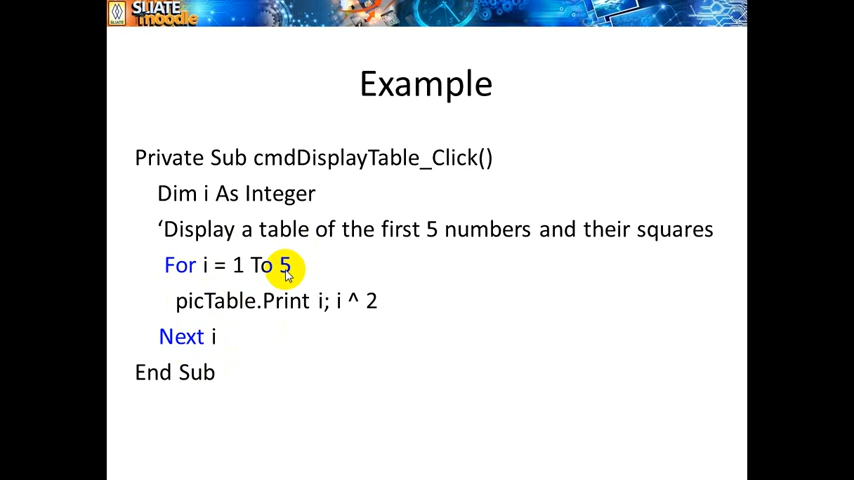 SLIATE
moodle
SLIATE
Example
Private Sub cmdDisplayTable_Click()
Dim i As Integer
‘Display a table of the first 5 numbers and their squares
For i = 1 To 5
picTable.Print i; i ^ 2
Next i
End Sub